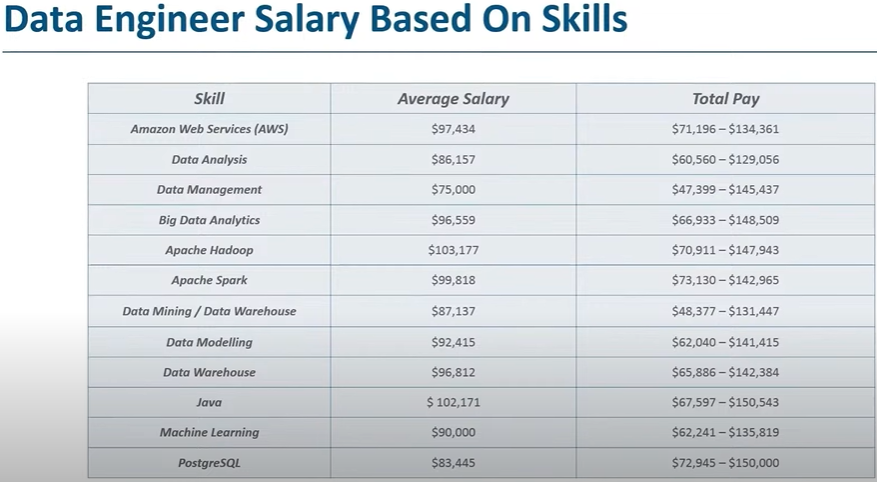 Data Engineer Salary Based On Skills
Skill Average Salary Total Pay
Amazon Web Services (AWS) $97,434 $71,196 – $134,361
Data Analysis $86,157 $60,560 – $129,056
Data Management $75,000 $47,399 – $145,437
Big Data Analytics $96,559 $66,933 – $148,509
Apache Hadoop $103,177 $70,911 – $147,943
Apache Spark $99,818 $73,130 – $142,965
Data Mining / Data Warehouse $87,137 $48,377 – $131,447
Data Modelling $92,415 $62,040 – $141,415
Data Warehouse $96,812 $65,886 – $142,384
Java $ 102,171 $67,597 – $150,543
Machine Learning $90,000 $62,241 – $135,819
PostgreSQL $83,445 $72,945 – $150,000